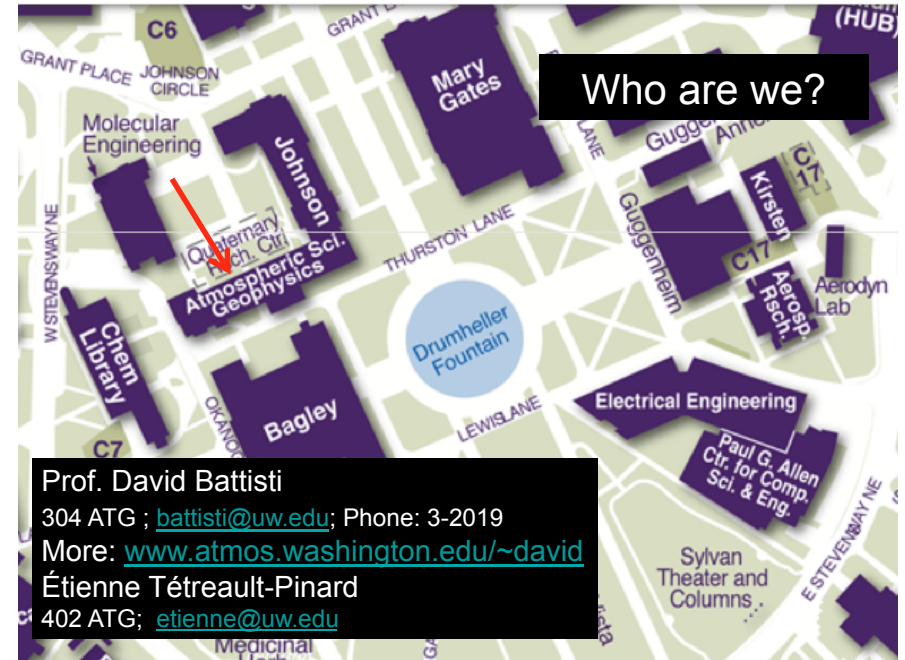 C6
GRANT
(HUB)
GRANT PLACE
JOHNSON
CIRCLE
Who are we?
Mary
Gates
Molecular
Engineering
Johnson
LANE
Guggenheim
Kirsten
C
17
Quaternary
Rsch. Ctr.
Atmospheric Sci.
Geophysics
THURSTON LANE
W STEVENS WAY NE
C17
Aerosp.
Rsch.
Aerodyn
Lab
Chem
Library
Drumheller
Fountain
Bagley
LEWIS LANE
Electrical Engineering
Paul G. Allen
Ctr. for Comp.
Sci. & Eng.
C7
E STEVENS WAY NE
Prof. David Battisti
304 ATG ; battisti@uw.edu; Phone: 3-2019
More: www.atmos.washington.edu/~david
Étienne Tétreault-Pinard
402 ATG; etienne@uw.edu
Sylvan
Theater and
Columns
Medicinal